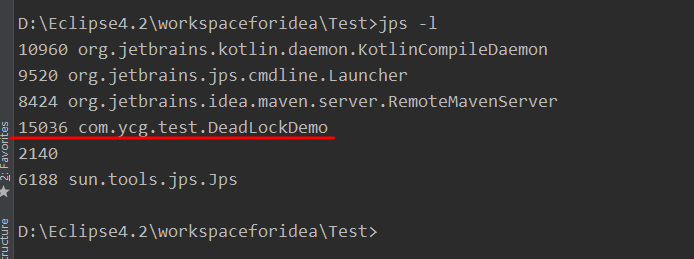 D:\Eclipse4.2\workspaceforidea\Test>jps -l
10960 org.jetbrains.kotlin.daemon.KotlinCompileDaemon
9520 org.jetbrains.jps.cmdline.Launcher
8424 org.jetbrains.idea.maven.server.RemoteMavenServer
15036 com.ycg.test.DeadLockDemo
2140
6188 sun.tools.jps.Jps
D:\Eclipse4.2\workspaceforidea\Test>
2: Favorites
ructure